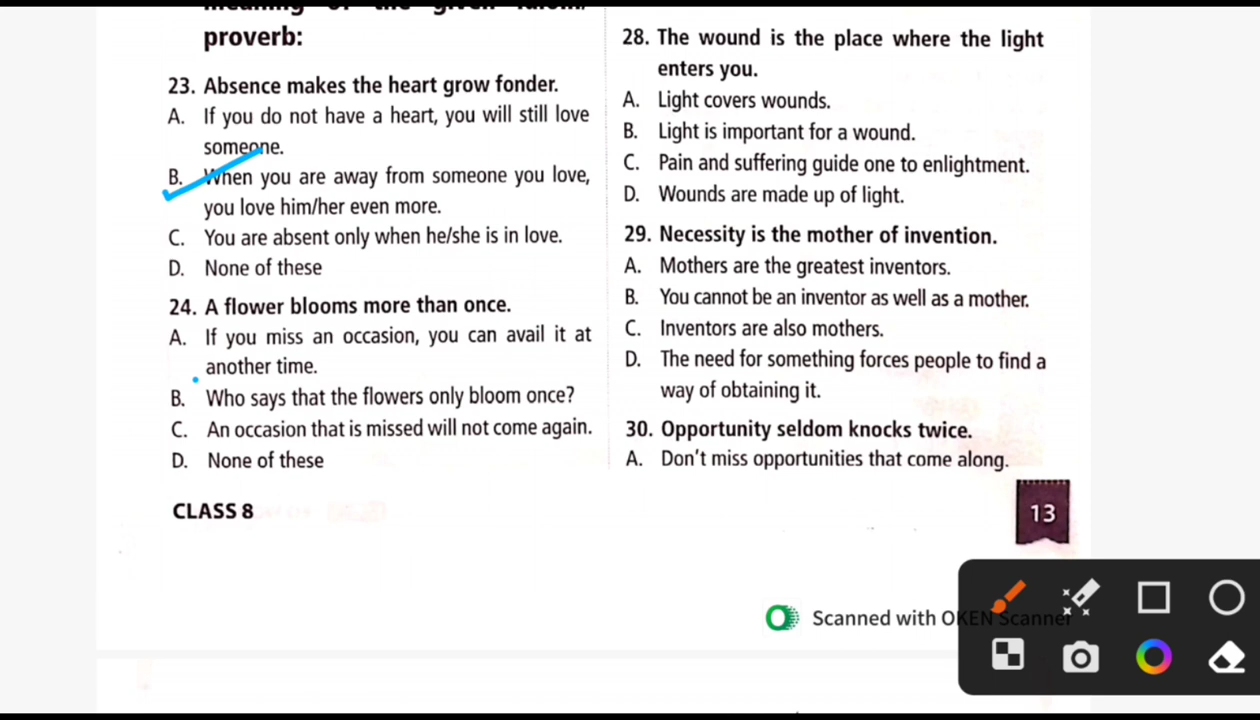 meaning of the given idiom/
proverb:
23. Absence makes the heart grow fonder.
A. If you do not have a heart, you will still love
someone.
B. When you are away from someone you love,
you love him/her even more.
C. You are absent only when he/she is in love.
D. None of these
24. A flower blooms more than once.
A. If you miss an occasion, you can avail it at
another time.
B. Who says that the flowers only bloom once?
C. An occasion that is missed will not come again.
D. None of these
CLASS 8
28. The wound is the place where the light
enters you.
A. Light covers wounds.
B. Light is important for a wound.
C. Pain and suffering guide one to enlightment.
D. Wounds are made up of light.
29. Necessity is the mother of invention.
A. Mothers are the greatest inventors.
B. You cannot be an inventor as well as a mother.
C. Inventors are also mothers.
D. The need for something forces people to find a
way of obtaining it.
30. Opportunity seldom knocks twice.
A. Don't miss opportunities that come along.
13
Scanned with OKEN Scanner